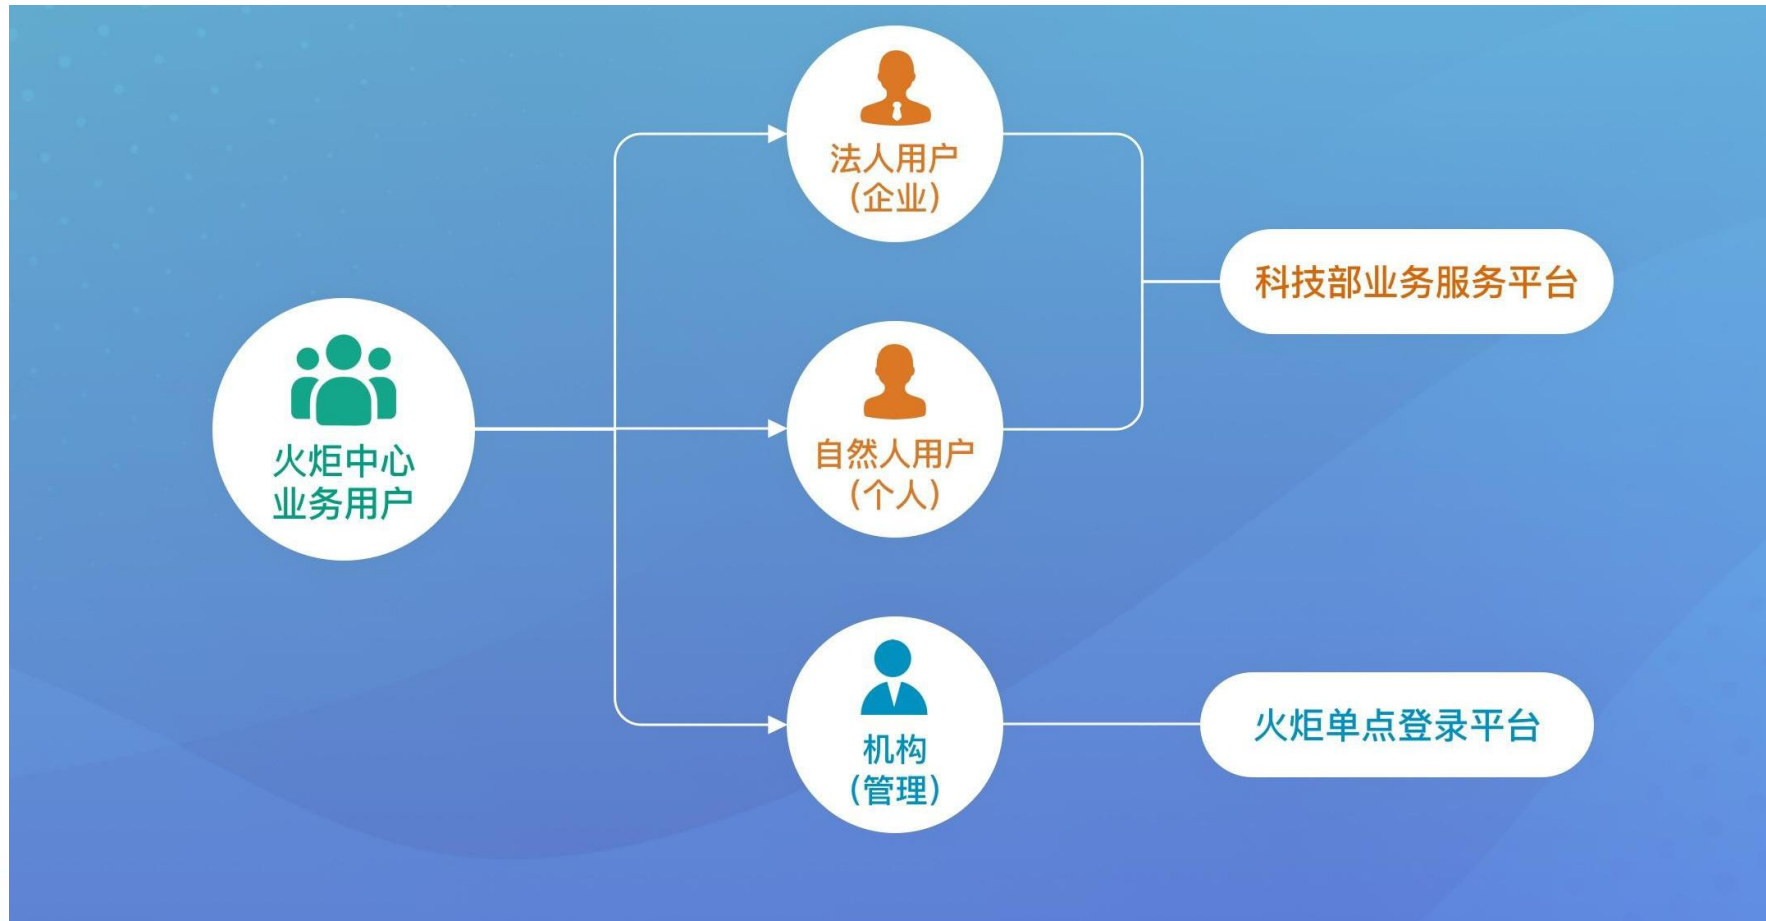 法人用户
（企业）
科技部业务服务平台
火炬中心
业务用户
自然人用户
（个人）
机构
（管理）
火炬单点登录平台